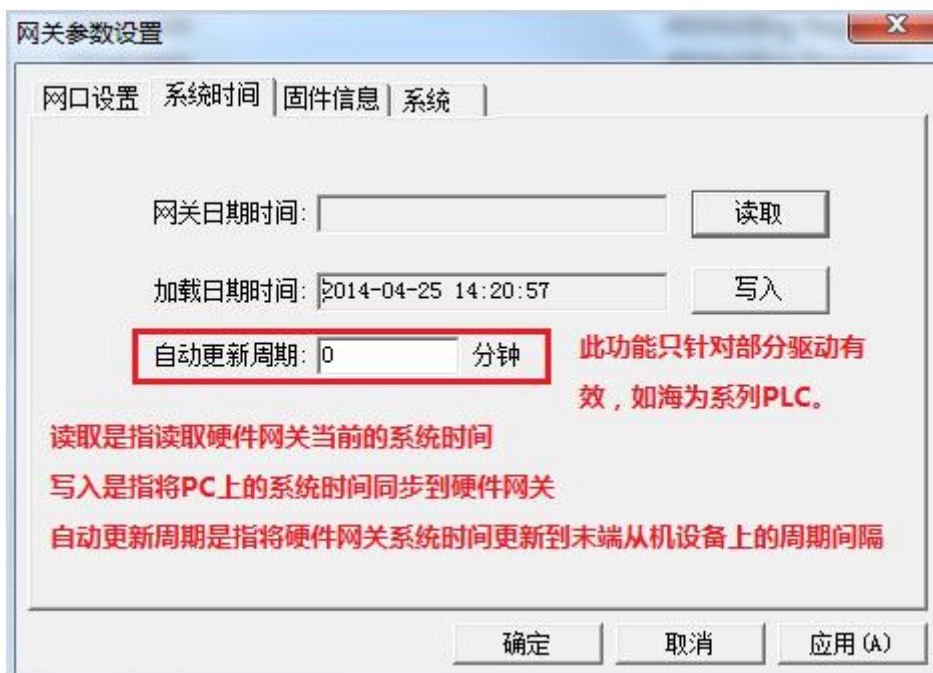 网关参数设置
网口设置 系统时间 固件信息 系统
网关日期时间: 读取
加载日期时间: 2014-04-25 14:20:57 写入
自动更新周期: 0 分钟
此功能只针对部分驱动有
效，如海为系列PLC。
读取是指读取硬件网关当前的系统时间
写入是指将PC上的系统时间同步到硬件网关
自动更新周期是指将硬件网关系统时间更新到末端从机设备上的周期间隔
确定 取消 应用(A)